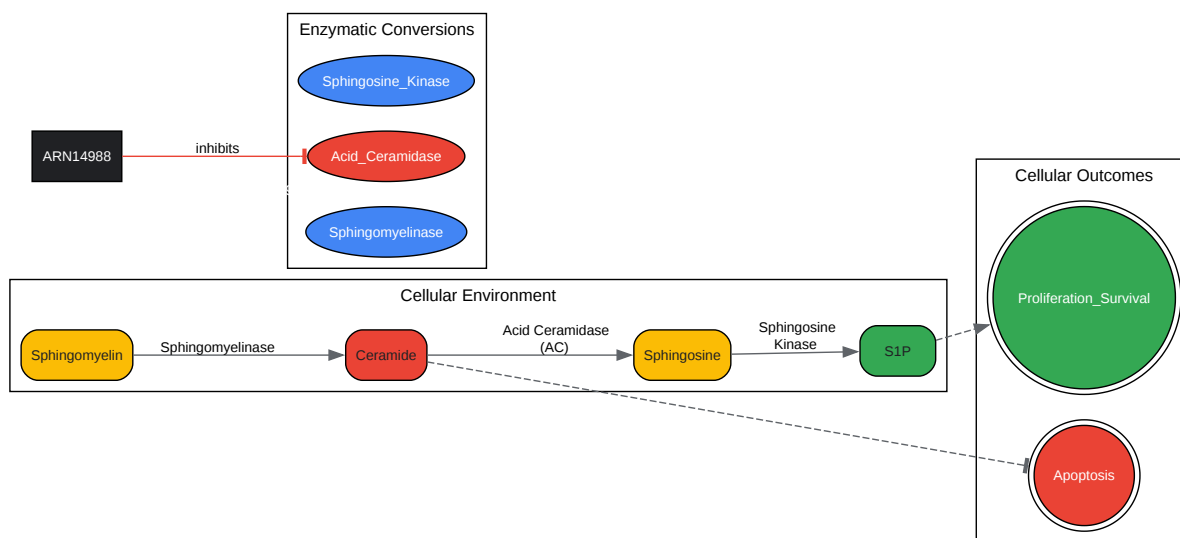 Enzymatic Conversions
Sphingosine_Kinase
ARN14988
inhibits
Acid_Ceramidase
Sphingomyelinase
Cellular Outcomes
Proliferation_Survival
Apoptosis
Cellular Environment
Sphingomyelin
Sphingomyelinase
Ceramide
Acid Ceramidase
(AC)
Sphingosine
Sphingosine
Kinase
S1P